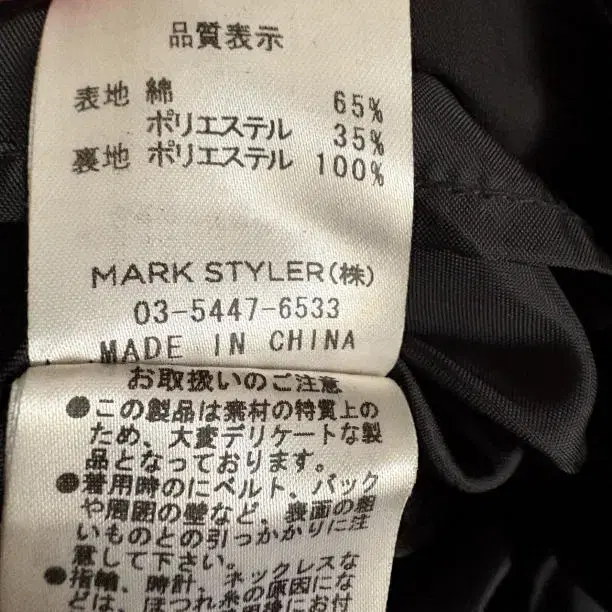 品質表示
表地 綿 65%
ポリエステル 35%
裏地 ポリエステル 100%
MARK STYLER(株)
03-5447-6533
MADE IN CHINA
お取扱いのご注意
●この製品は素材の特質上の
ため、大変デリケートな製
品となっております。
●着用時のにベルト、バック
や周囲の壁など、表面の粗
いものとの引っかかりに注
意して下さい。
●指輪、時計、ネックレスな
どは、ほつれ糸の原因にな